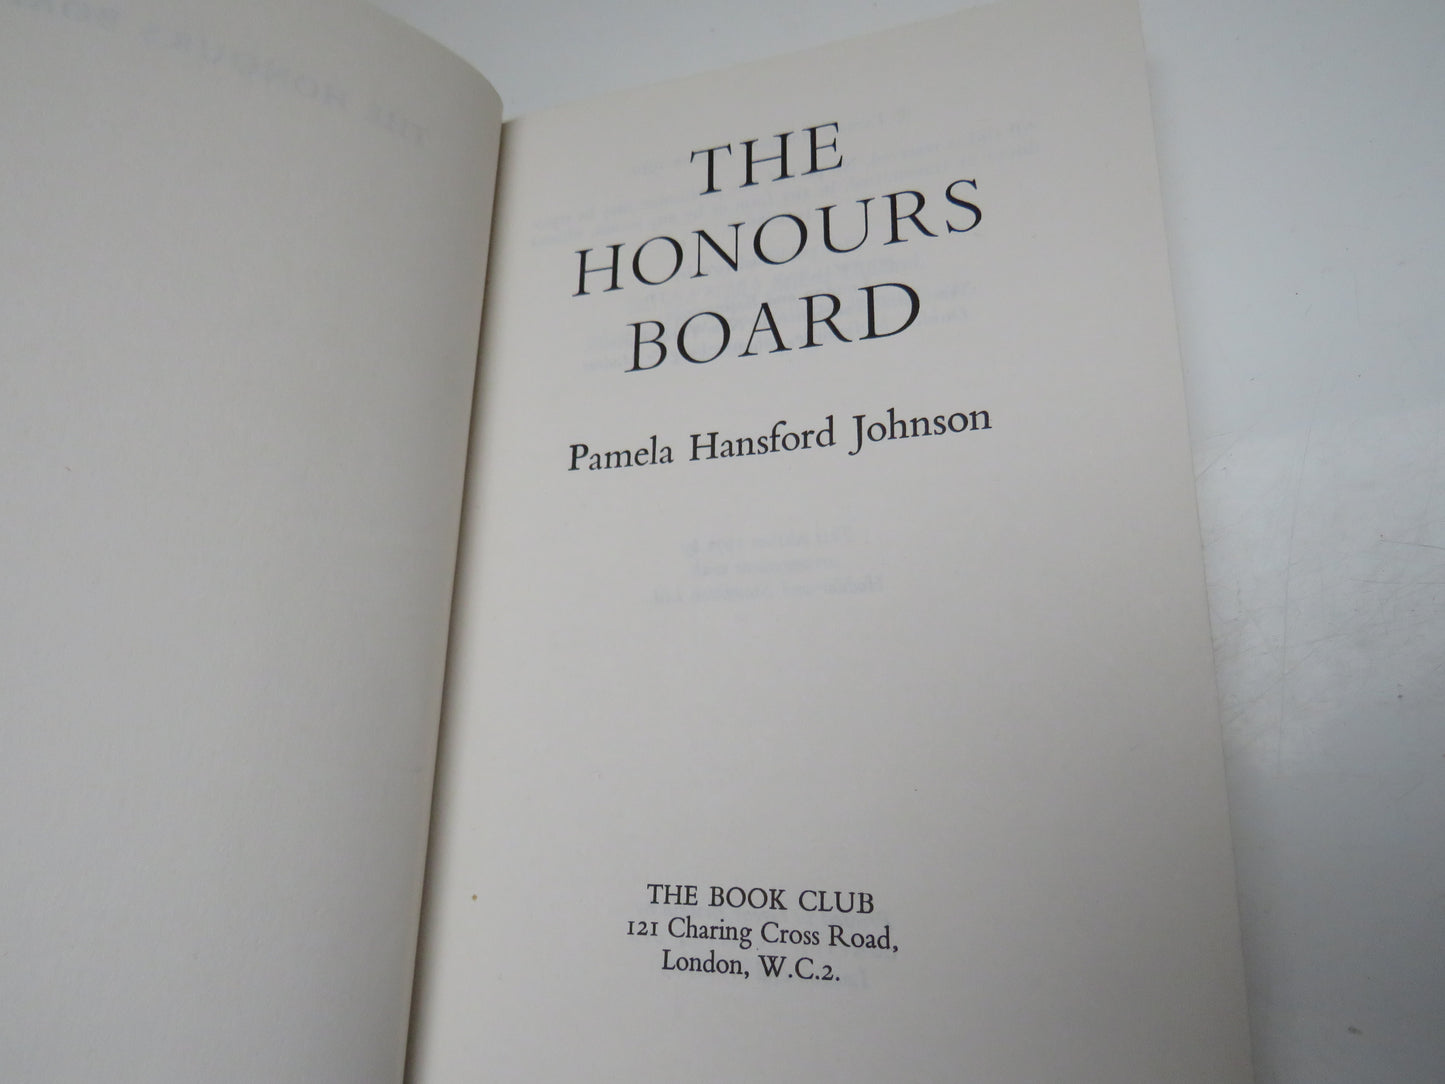 THE
HONOURS
BOARD
Pamela Hansford Johnson
THE BOOK CLUB
121 Charing Cross Road,
London, W.C.2.